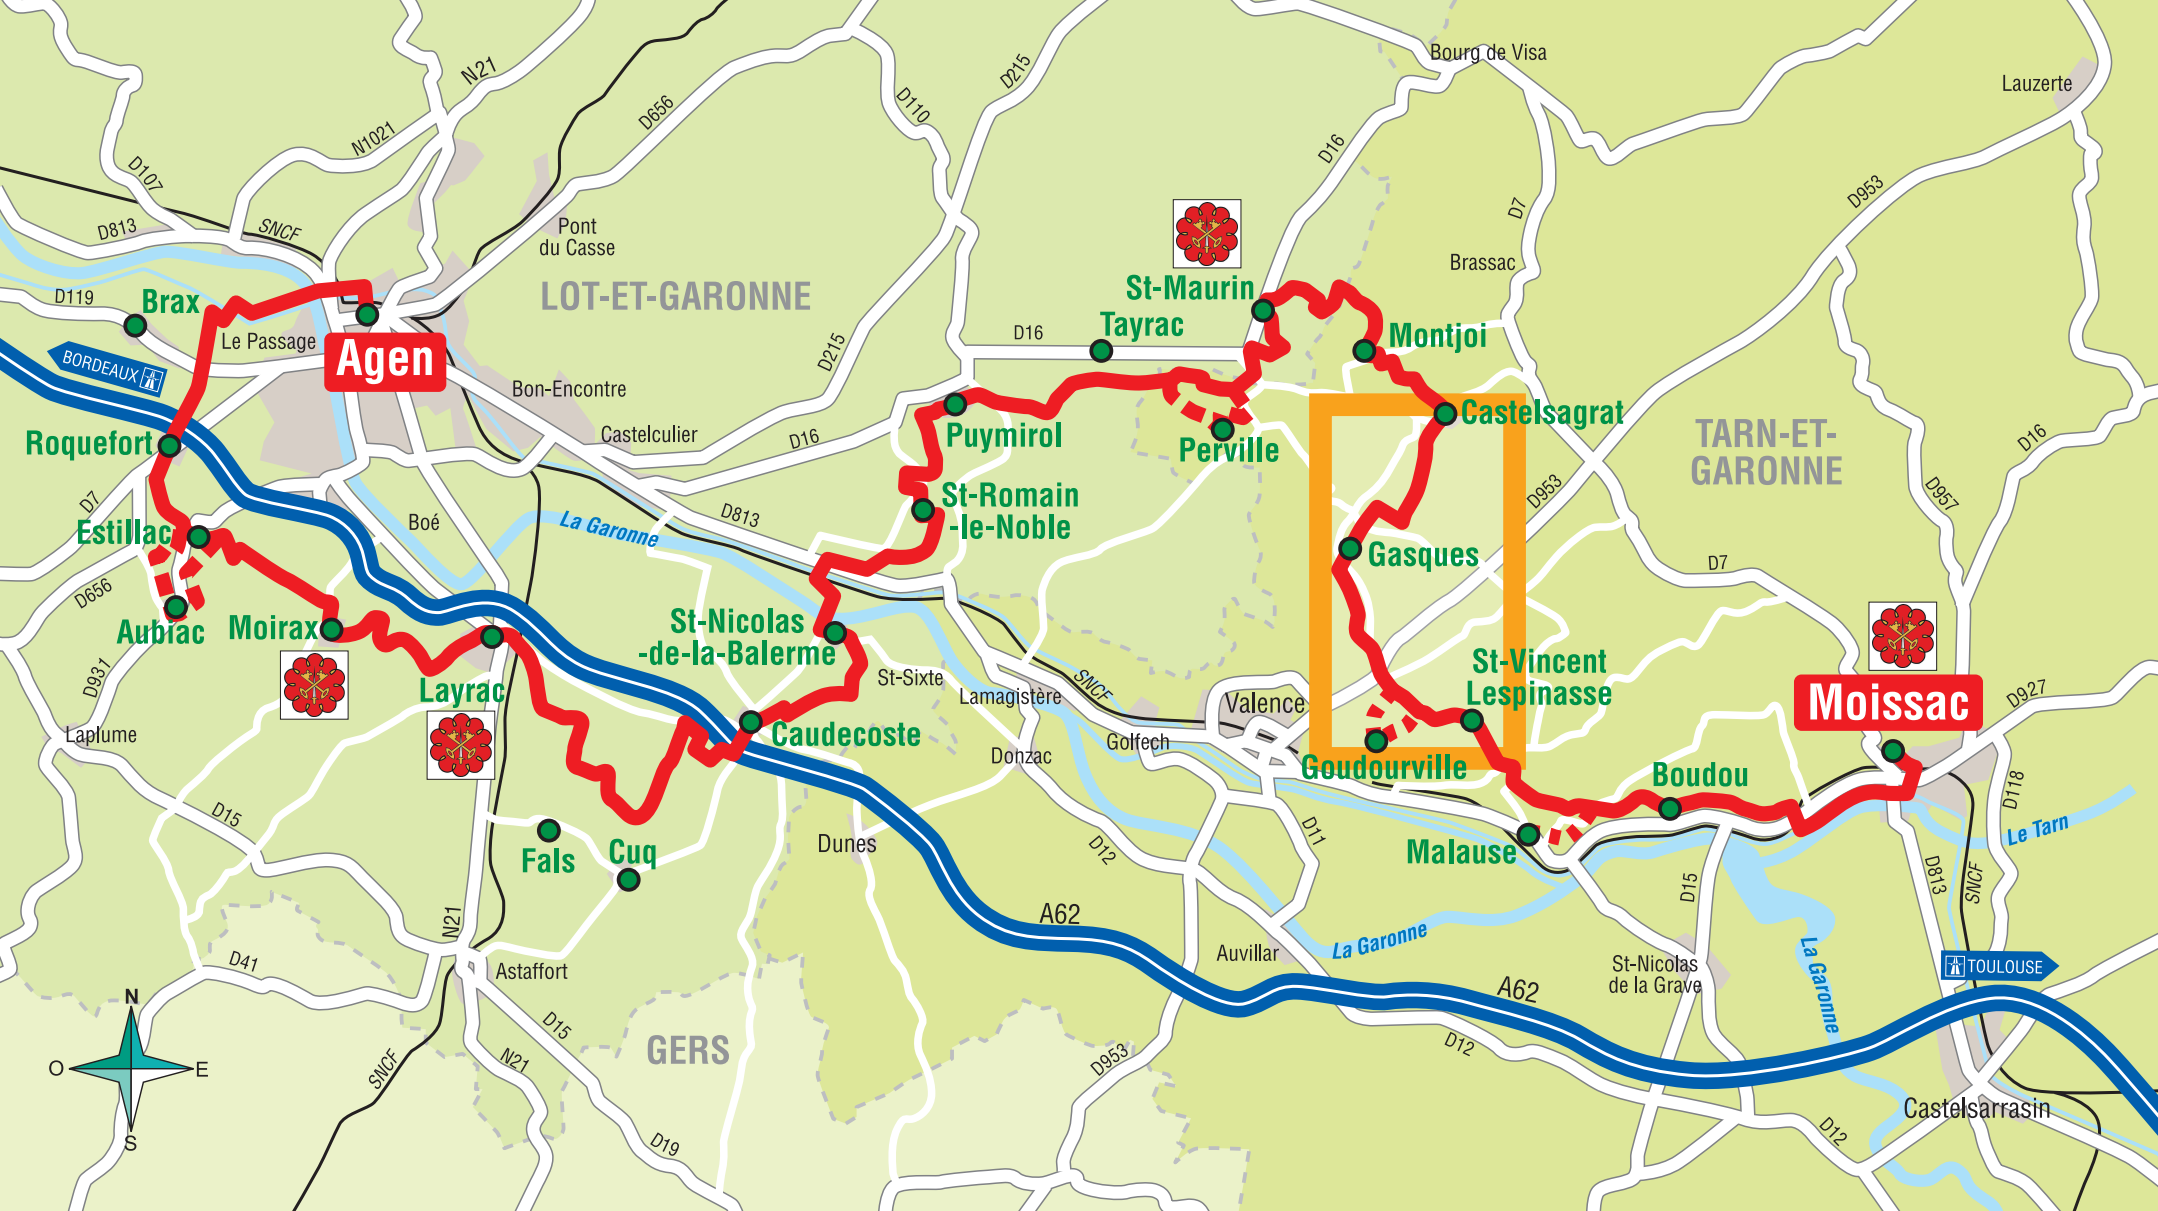 Bourg de Visa
Lauzerte
N21
D215
D656
D110
N1021
D107
D16
D953
D7
D813
SNCF
Pont
du Casse
Brassac
D119
Brax
LOT-ET-GARONNE
St-Maurin
Tayrac
D16
Montjoi
Le Passage
Agen
BORDEAUX
D215
Bon-Encontre
Castelsagrat
Castelculier
Puymirol
D16
Perville
TARN-ET-
GARONNE
D16
Roquefort
D7
D953
D957
St-Romain
-le-Noble
Boé
D813
La Garonne
Estillac
Gasques
D7
D656
Aubiac
Moirax
St-Nicolas
-de-la-Balerme
St-Sixte
SNCF
Lamagistère
St-Vincent
Lespinasse
D931
Layrac
Valence
Moissac
D927
Laplume
Caudecoste
Golfech
Donzac
Goudourville
Boudou
D118
D15
Fals
Cuq
Dunes
D12
D11
Malause
Le Tarn
D15
D813
SNCF
N21
A62
La Garonne
D41
Astaffort
Auvillar
St-Nicolas
de la Grave
La Garonne
TOULOUSE
A62
N
O
E
S
SNCF
D15
N21
GERS
D953
D12
D19
Castelsarrasin
D12